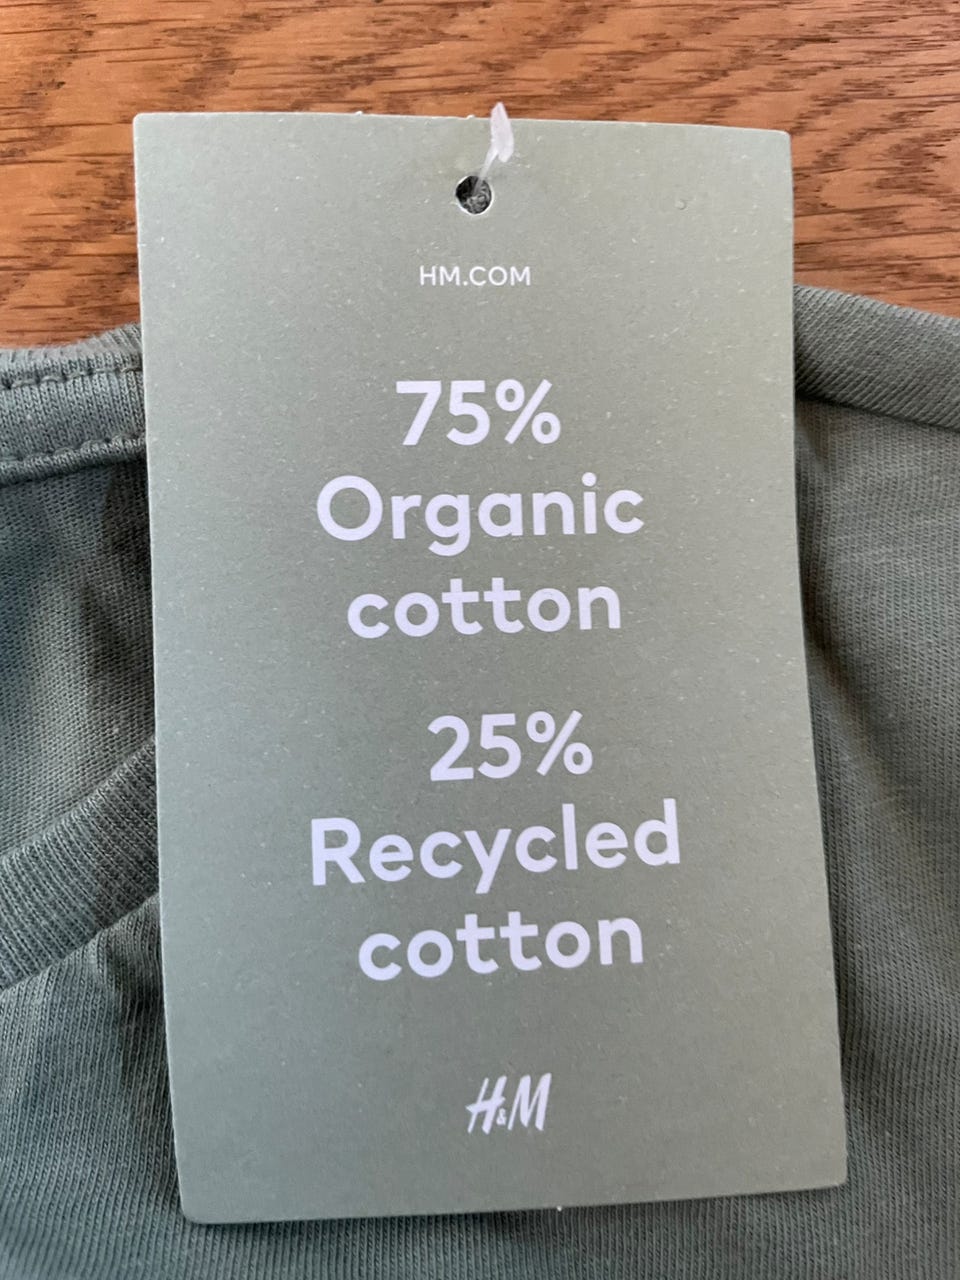 HM.COM
75%
Organic
cotton
25%
Recycled
cotton
H&M